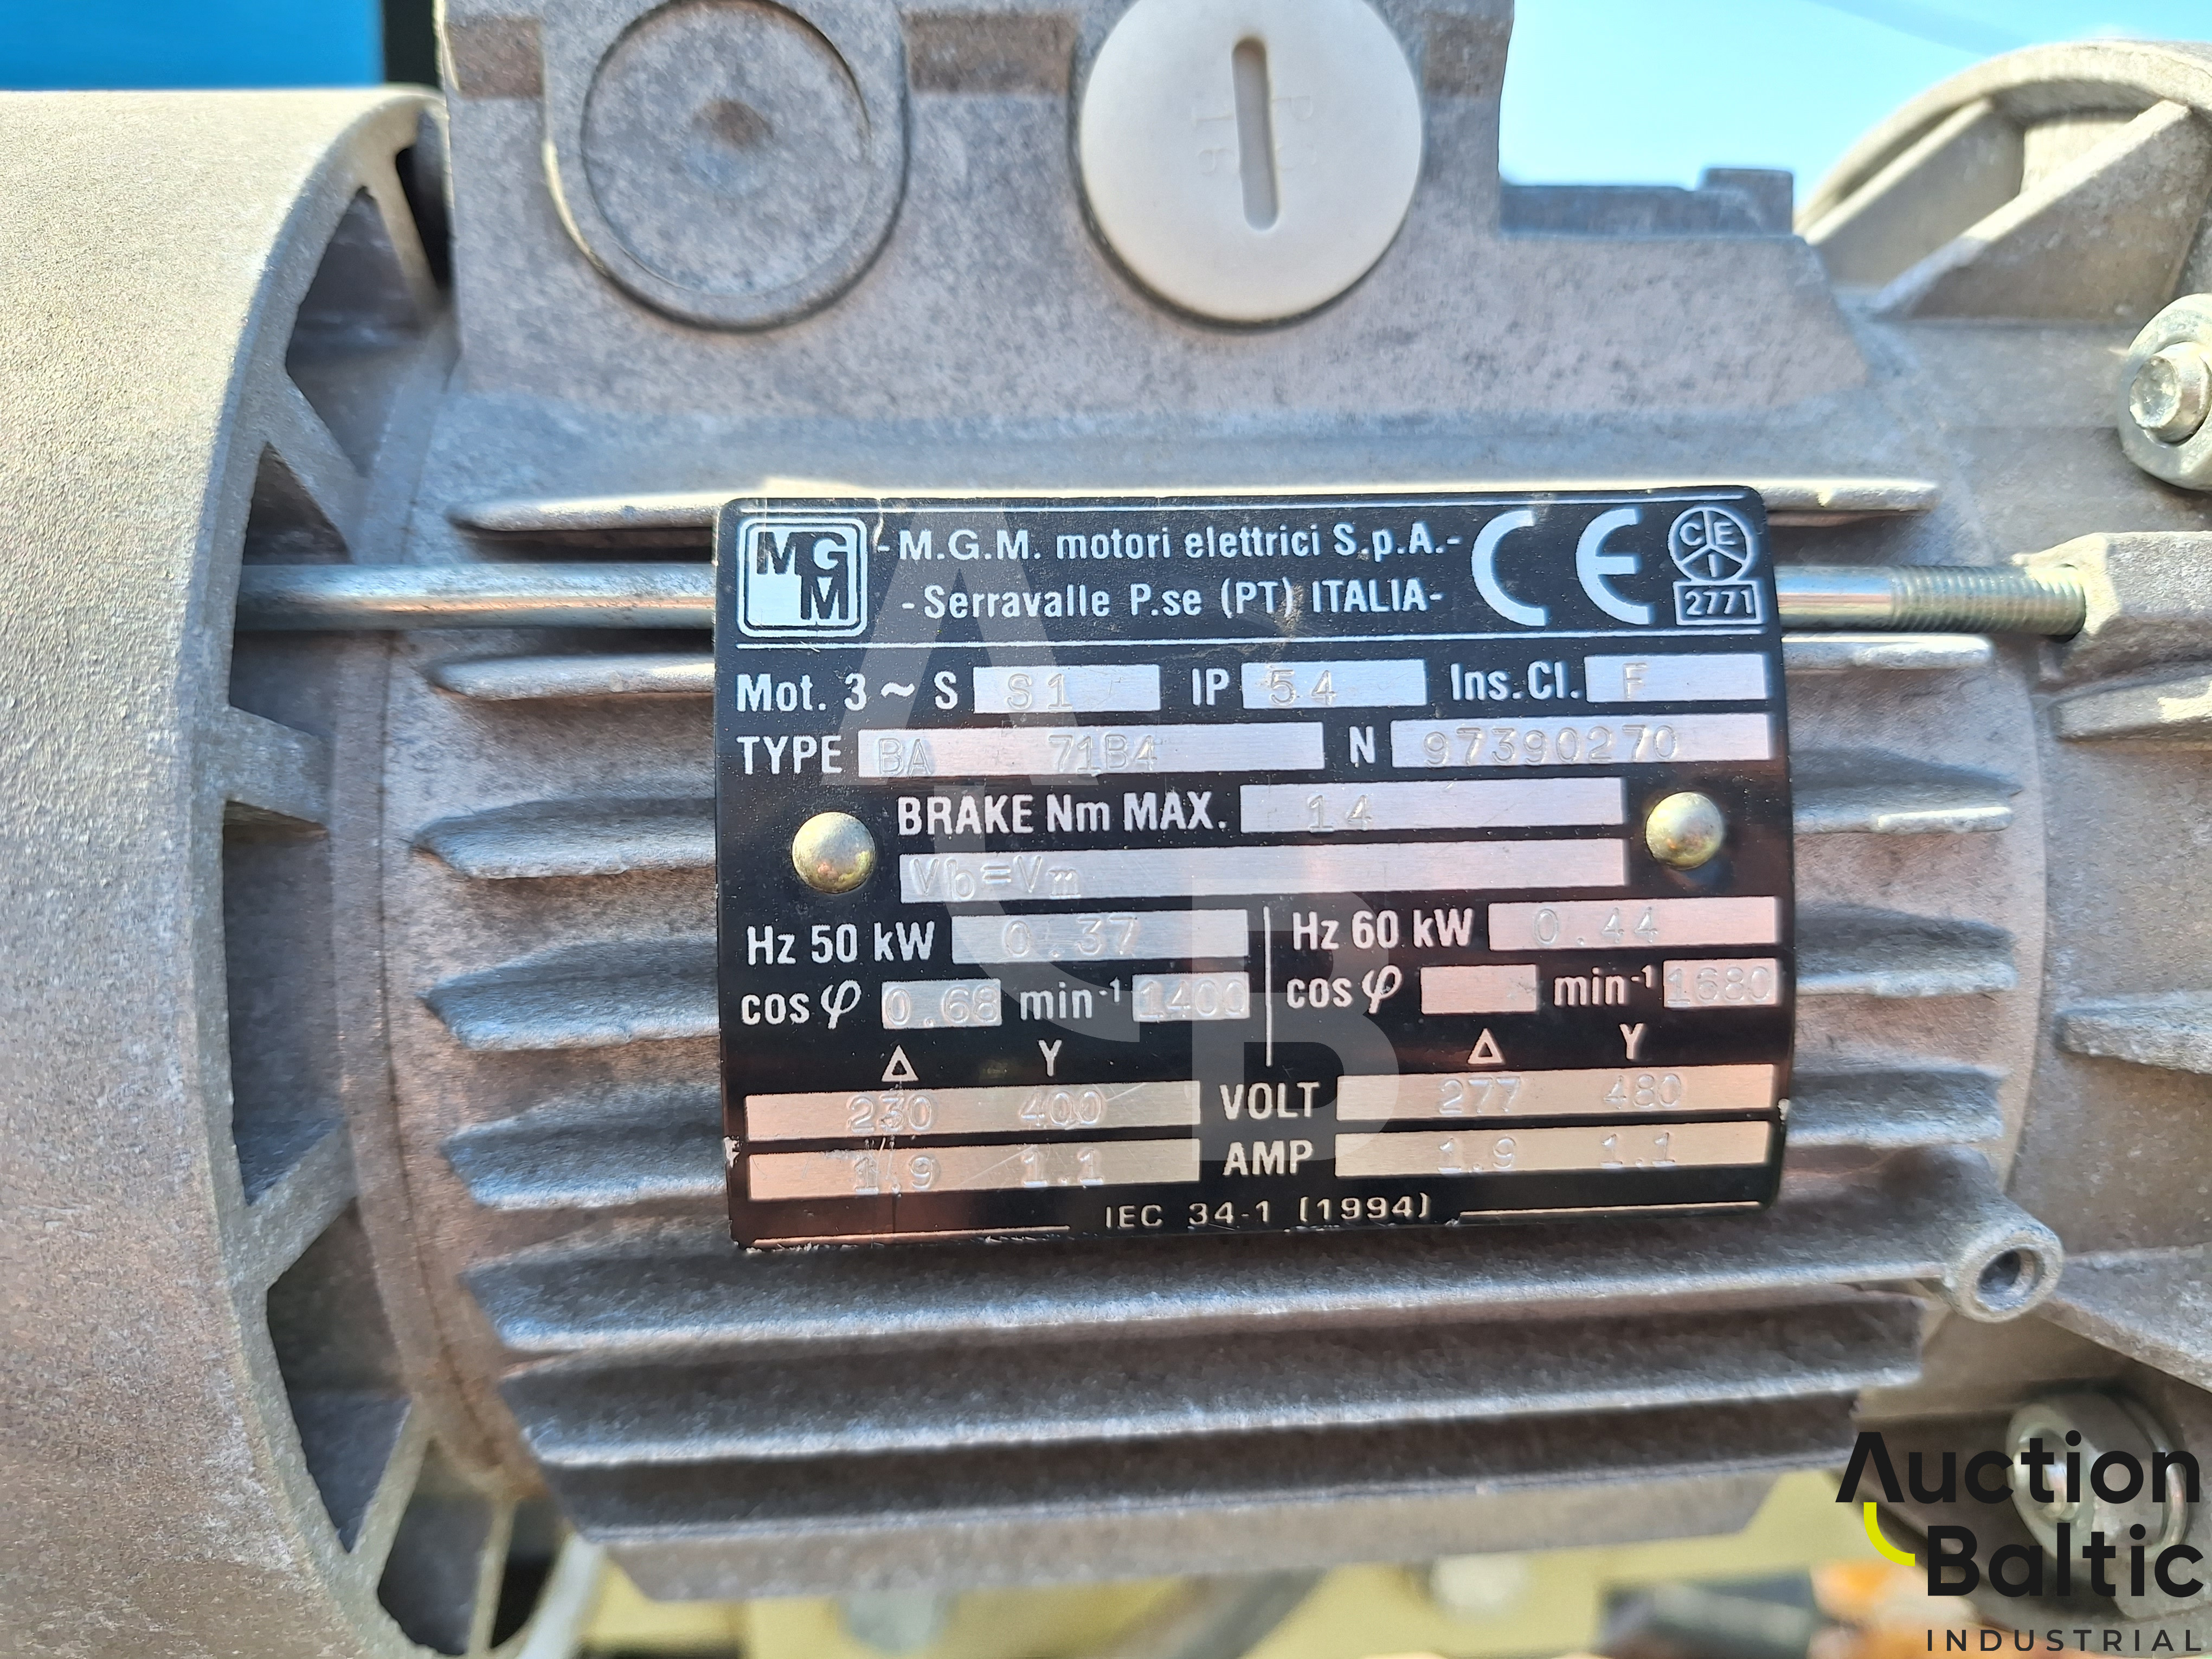 MGM
-M.G.M. motori elettrici S.p.A.-
-Serravalle P.se (PT) ITALIA-
CE
CEI
2771
Mot. 3 ~ S S1 IP 54 Ins.Cl. F
TYPE BA 71B4 N 97390270
BRAKE Nm MAX. 14
Vb=Vm
Hz 50 kW 0.37 Hz 60 kW 0.44
cosφ 0.68 min-1 1400 cosφ min-1 1680
Δ Y Δ Y
230 400 VOLT 277 480
1.9 1.1 AMP 1.9 1.1
IEC 34-1 (1994)
Auction
Baltic
INDUSTRIAL